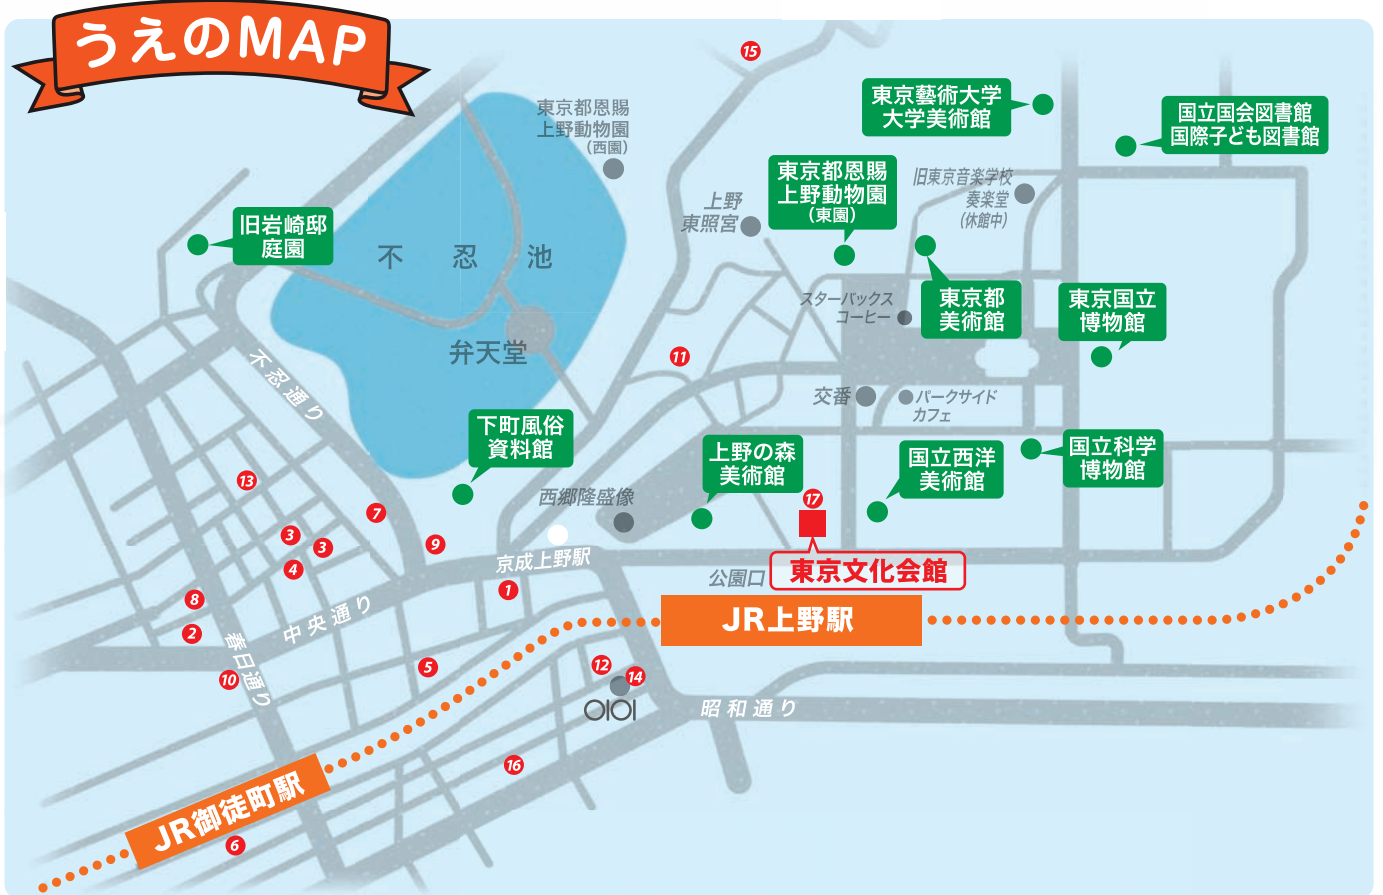 うえのMAP
15
東京都恩賜
上野動物園
(西園)
東京藝術大学
大学美術館
国立国会図書館
国際子ども図書館
東京都恩賜
上野動物園
(東園)
旧東京音楽学校
奏楽堂
(休館中)
上野
東照宮
旧岩崎邸
庭園
不忍池
弁天堂
スターバックス
コーヒー
東京都
美術館
東京国立
博物館
11
不忍通り
交番
パークサイド
カフェ
下町風俗
資料館
上野の森
美術館
国立西洋
美術館
国立科学
博物館
13
7
西郷隆盛像
17
3
3
9
京成上野駅
4
公園口
東京文化会館
1
8
中央通り
JR上野駅
2
春日通り
5
12
14
10
OIOI
昭和通り
16
JR御徒町駅
6